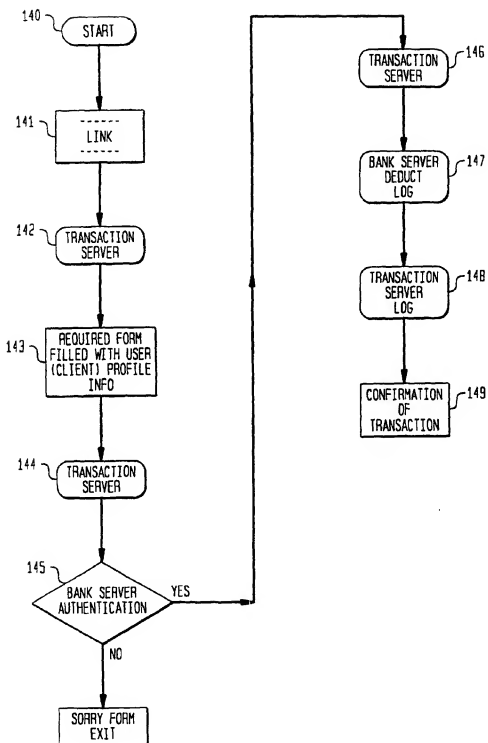 140
START
141
LINK
142
TRANSACTION
SERVER
143
REQUIRED FORM
FILLED WITH USER
(CLIENT) PROFILE
INFO
144
TRANSACTION
SERVER
145
BANK SERVER
AUTHENTICATION
YES
NO
SORRY FORM
EXIT
146
TRANSACTION
SERVER
147
BANK SERVER
DEDUCT
LOG
148
TRANSACTION
SERVER
LOG
149
CONFIRMATION
OF
TRANSACTION